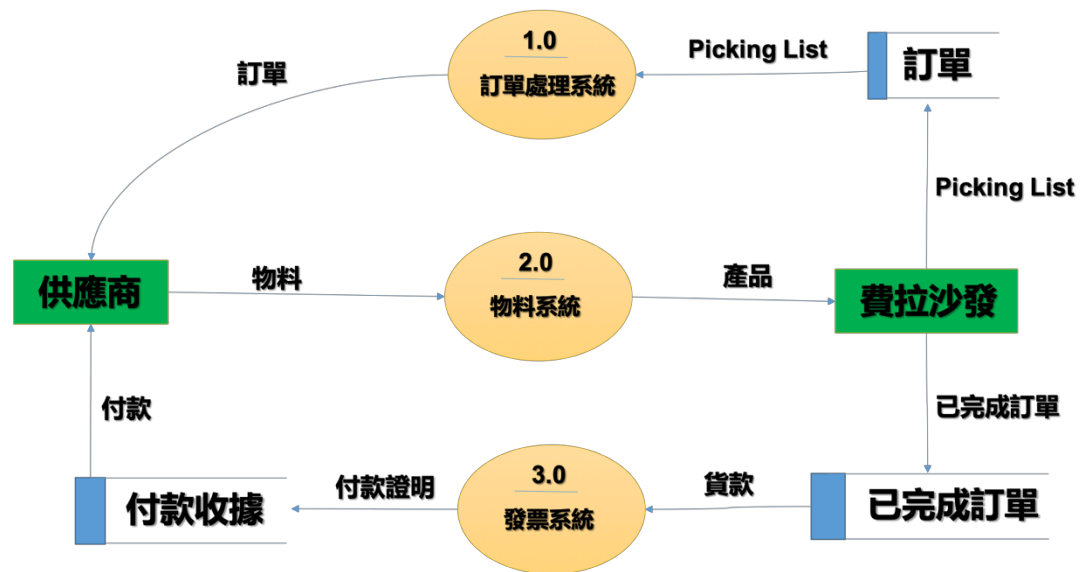 1.0
訂單處理系統
Picking List
訂單
訂單
Picking List
供應商
物料
2.0
物料系統
產品
費拉沙發
付款
已完成訂單
付款收據
付款證明
3.0
發票系統
貨款
已完成訂單